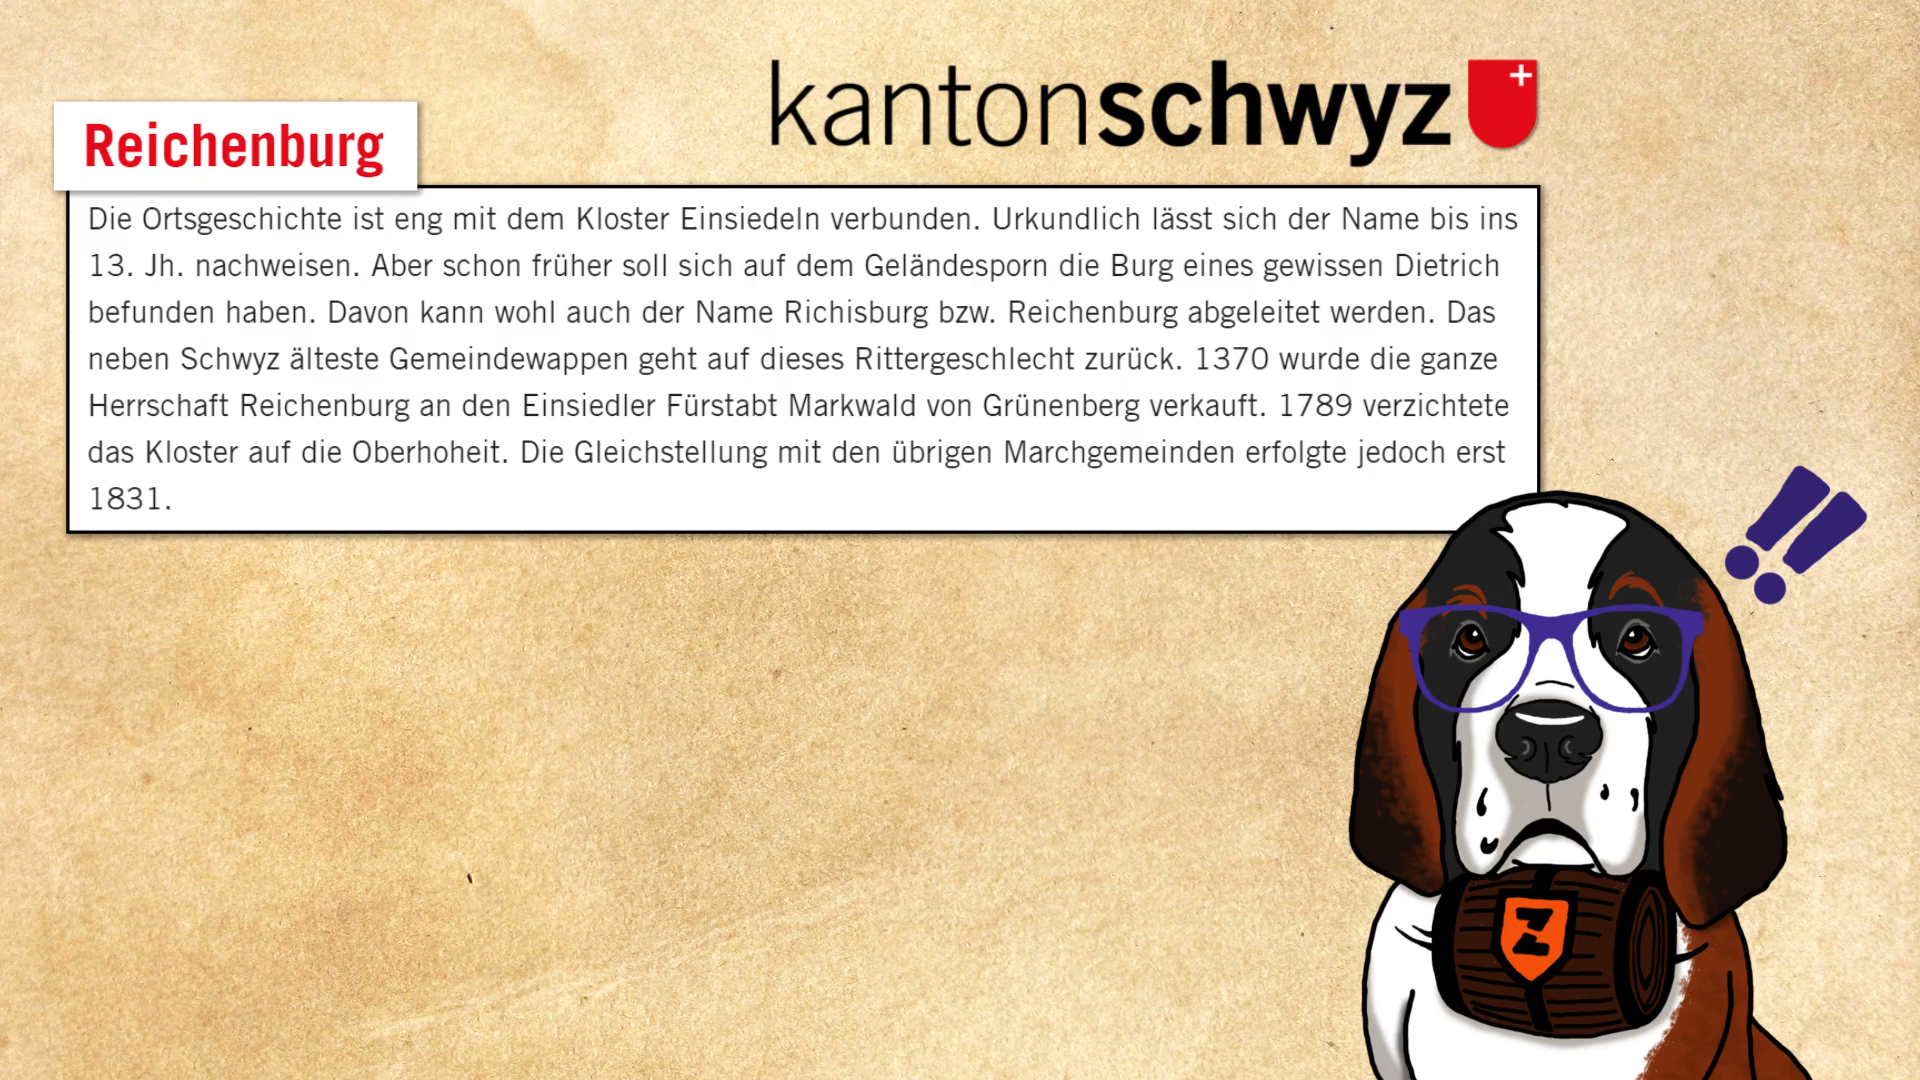 kantonschwyz
Reichenburg
Die Ortsgeschichte ist eng mit dem Kloster Einsiedeln verbunden. Urkundlich lässt sich der Name bis ins
13. Jh. nachweisen. Aber schon früher soll sich auf dem Geländesporn die Burg eines gewissen Dietrich
befunden haben. Davon kann wohl auch der Name Richisburg bzw. Reichenburg abgeleitet werden. Das
neben Schwyz älteste Gemeindewappen geht auf dieses Rittergeschlecht zurück. 1370 wurde die ganze
Herrschaft Reichenburg an den Einsiedler Fürstabt Markwald von Grünenberg verkauft. 1789 verzichtete
das Kloster auf die Oberhoheit. Die Gleichstellung mit den übrigen Marchgemeinden erfolgte jedoch erst
1831.
!!
Z